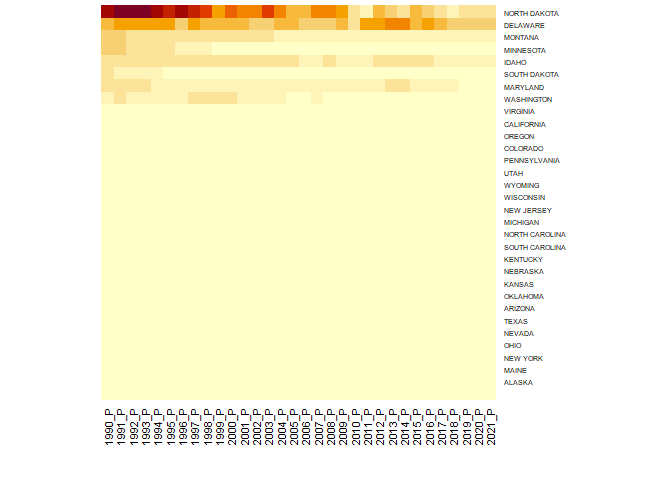 NORTH DAKOTA
DELAWARE
MONTANA
MINNESOTA
IDAHO
SOUTH DAKOTA
MARYLAND
WASHINGTON
VIRGINIA
CALIFORNIA
OREGON
COLORADO
PENNSYLVANIA
UTAH
WYOMING
WISCONSIN
NEW JERSEY
MICHIGAN
NORTH CAROLINA
SOUTH CAROLINA
KENTUCKY
NEBRASKA
KANSAS
OKLAHOMA
ARIZONA
TEXAS
NEVADA
OHIO
NEW YORK
MAINE
ALASKA
1990_P
1991_P
1992_P
1993_P
1994_P
1995_P
1996_P
1997_P
1998_P
1999_P
2000_P
2001_P
2002_P
2003_P
2004_P
2005_P
2006_P
2007_P
2008_P
2009_P
2010_P
2011_P
2012_P
2013_P
2014_P
2015_P
2016_P
2017_P
2018_P
2019_P
2020_P
2021_P